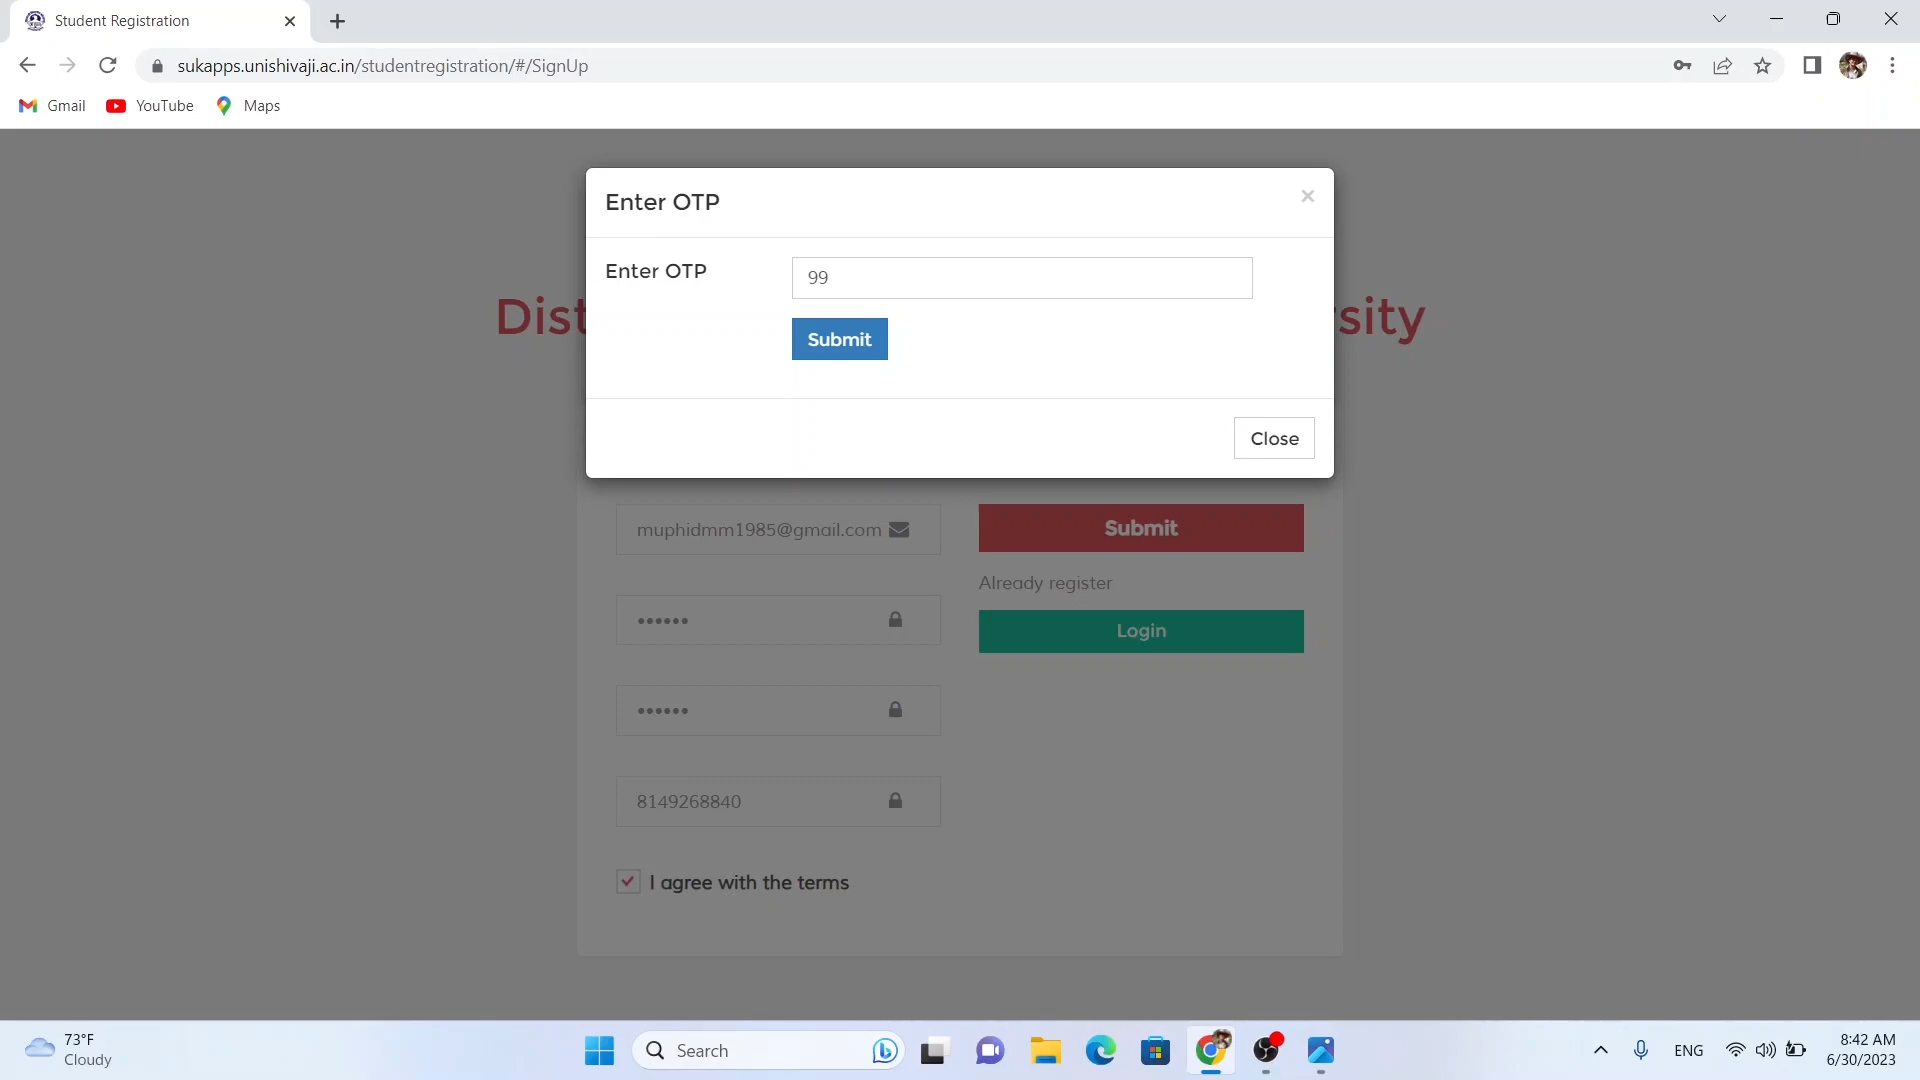 Student Registration
sukapps.unishivaji.ac.in/studentregistration/#/SignUp
Gmail
YouTube
Maps
Enter OTP
Enter OTP
99
Submit
Close
Dist
sity
muphidmm1985@gmail.com
Submit
Already register
••••••
Login
••••••
8149268840
I agree with the terms
73°F
Cloudy
Search
ENG
8:42 AM
6/30/2023